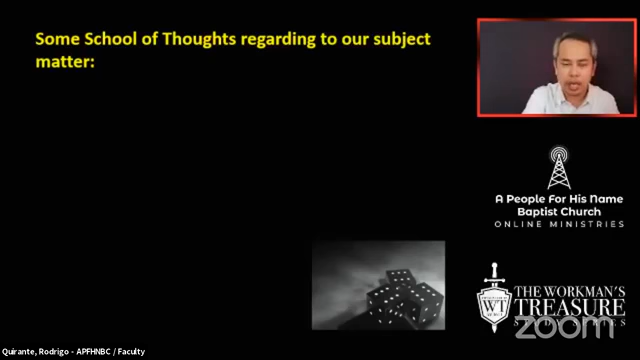 Some School of Thoughts regarding to our subject
matter:
A People For His Name
Baptist Church
ONLINE MINISTRIES
WT
THE WORKMAN'S
TREASURE
zoom
Quirante, Rodrigo - APFHNBC / Faculty